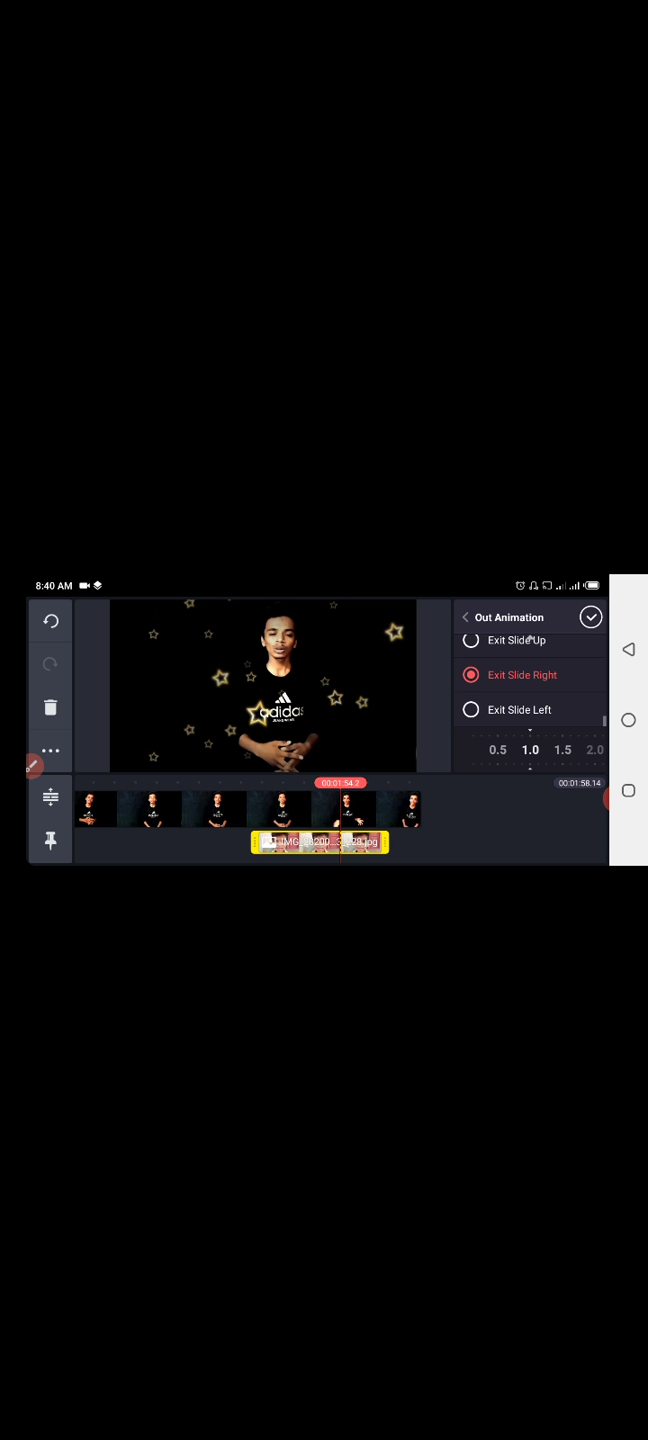 8:40 AM
Out Animation
Exit Slide Up
Exit Slide Right
adidas
Exit Slide Left
0.5 1.0 1.5 2.0
00:01:54.2
00:01:58.14